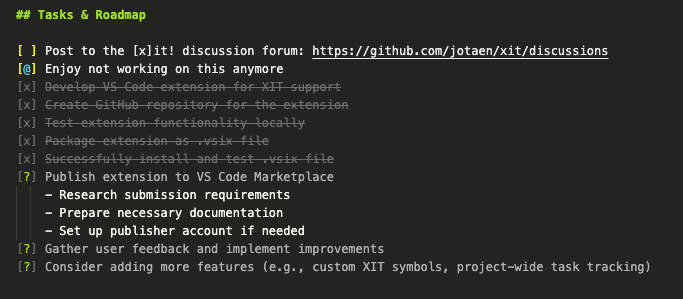 ## Tasks & Roadmap
[ ] Post to the [x]it! discussion forum: https://github.com/jotaen/xit/discussions
[@] Enjoy not working on this anymore
[x] Develop VS Code extension for XIT support
[x] Create GitHub repository for the extension
[x] Test extension functionality locally
[x] Package extension as .vsix file
[x] Successfully install and test .vsix file
[?] Publish extension to VS Code Marketplace
- Research submission requirements
- Prepare necessary documentation
- Set up publisher account if needed
[?] Gather user feedback and implement improvements
[?] Consider adding more features (e.g., custom XIT symbols, project-wide task tracking)